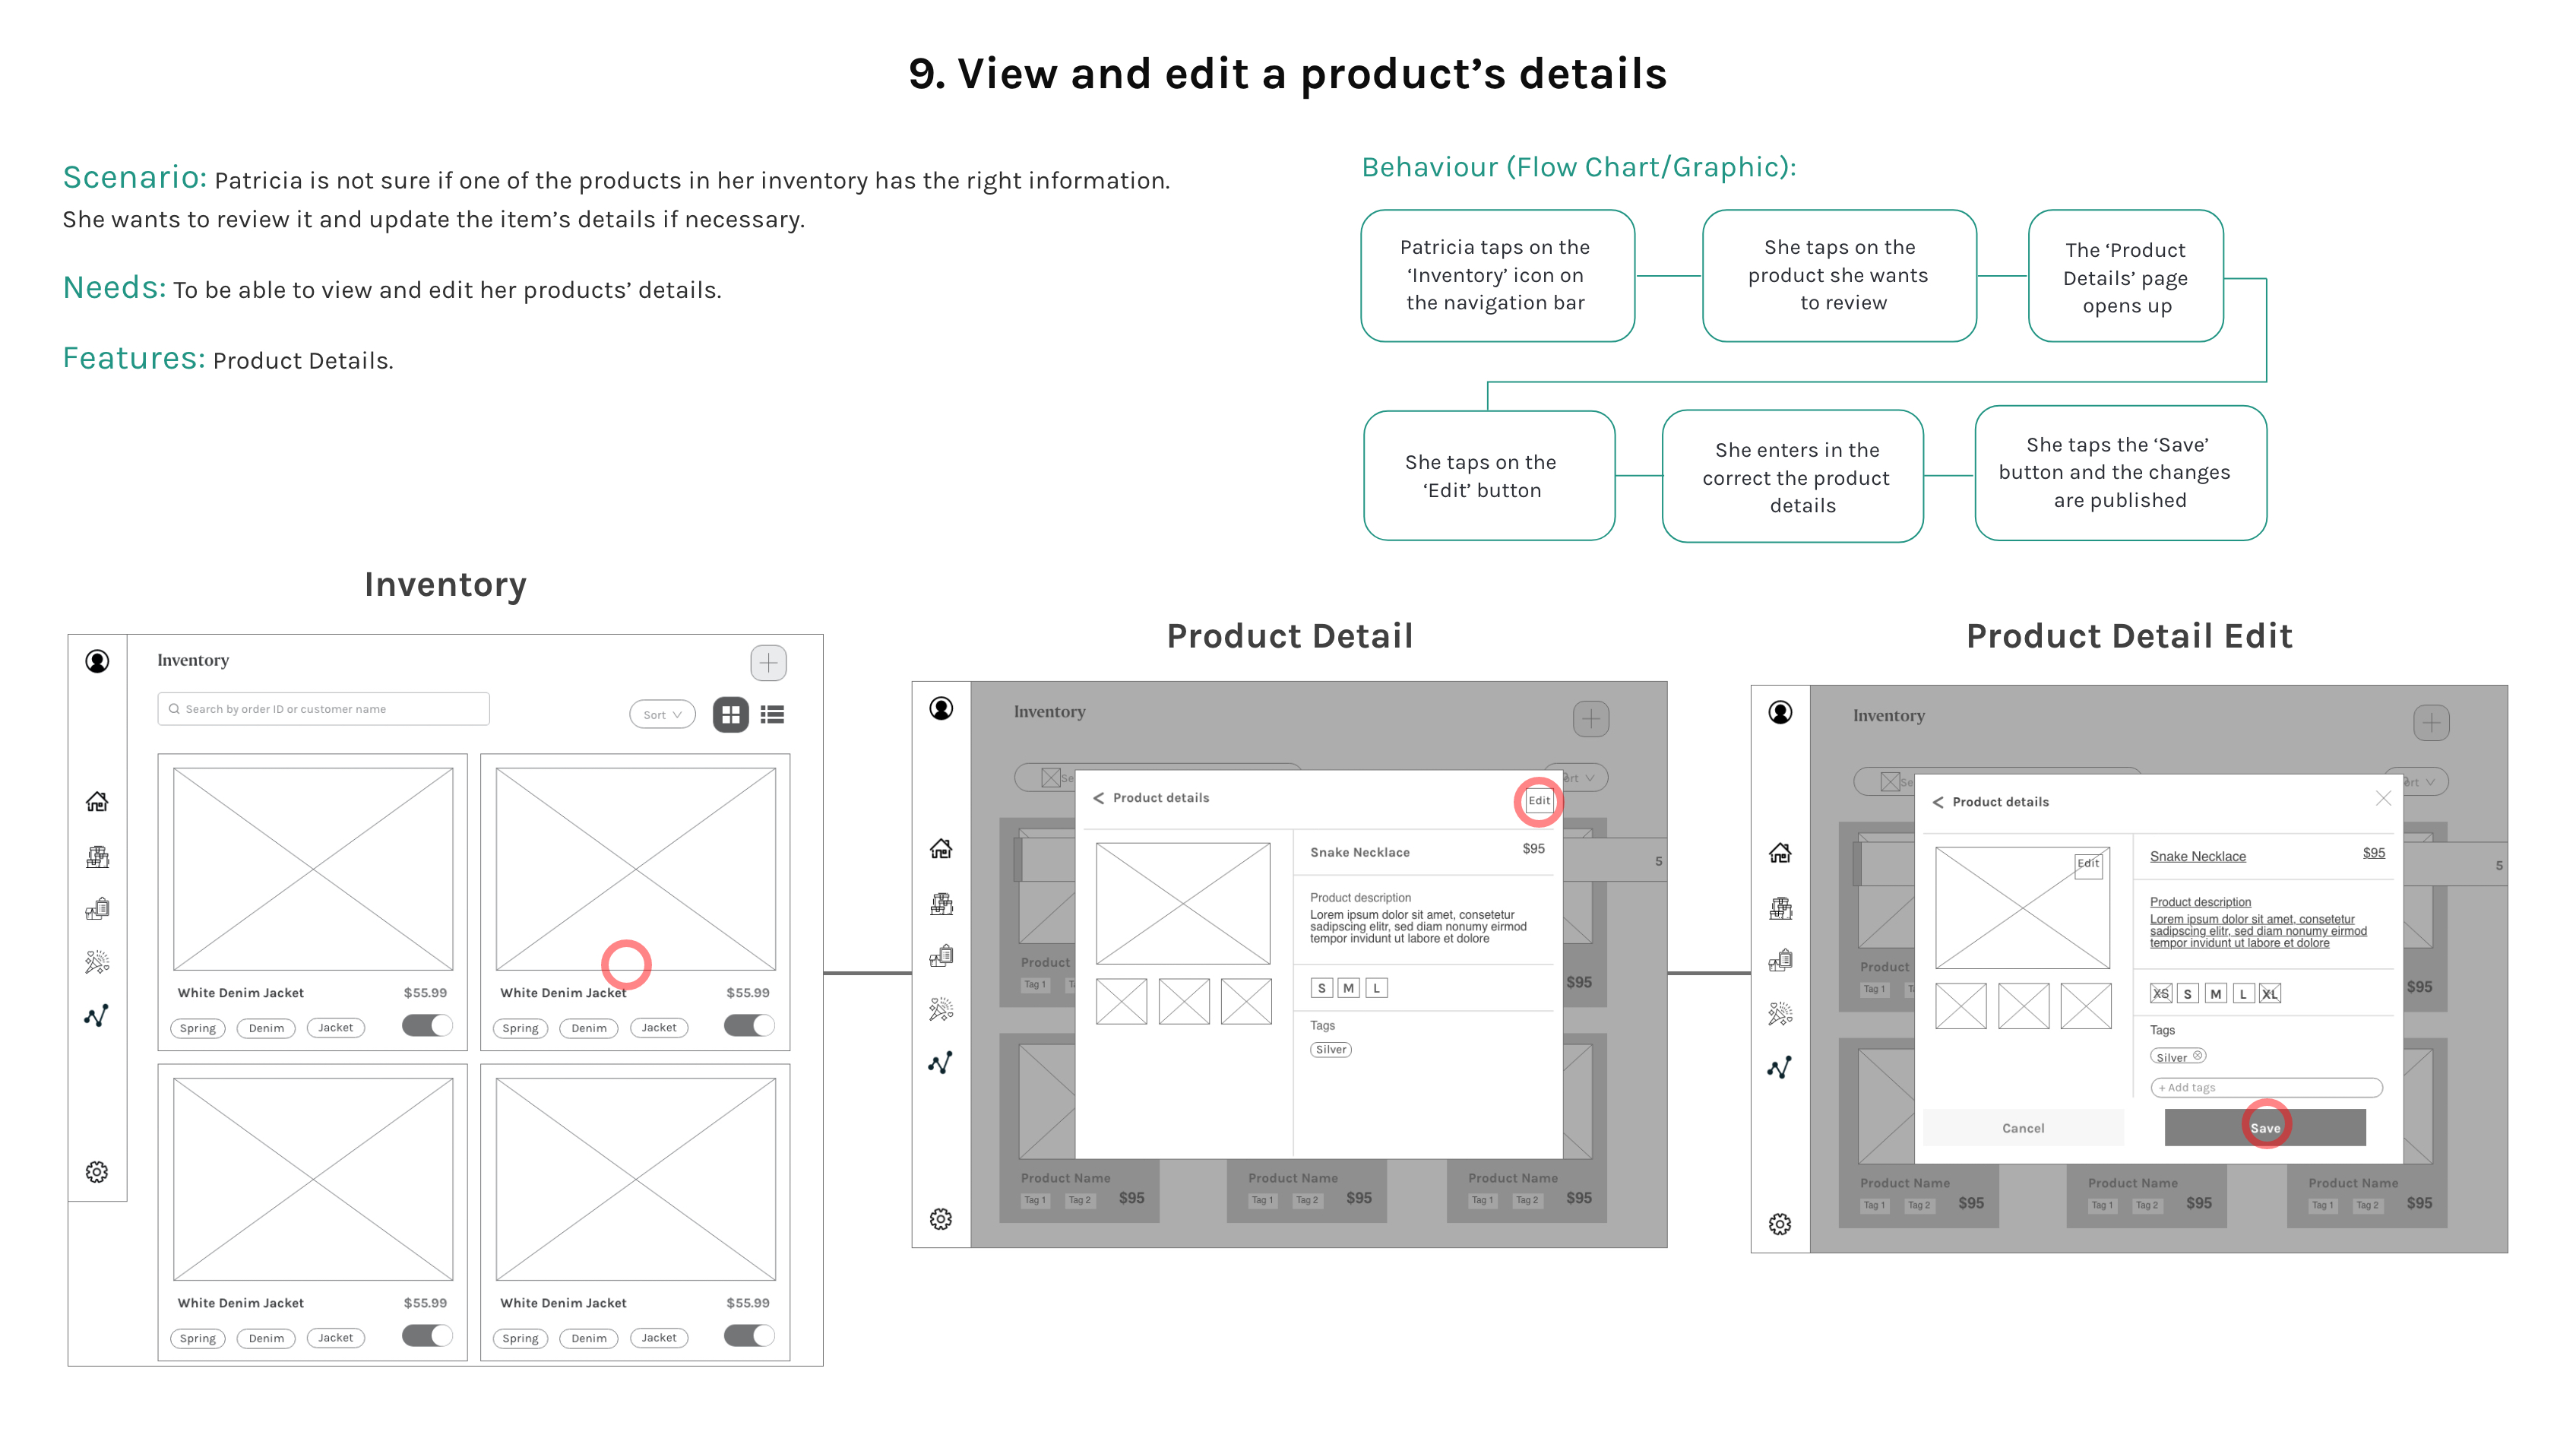 9. View and edit a product’s details
Scenario: Patricia is not sure if one of the products in her inventory has the right information.
She wants to review it and update the item’s details if necessary.
Needs: To be able to view and edit her products’ details.
Features: Product Details.
Behaviour (Flow Chart/Graphic):
Patricia taps on the
‘Inventory’ icon on
the navigation bar
She taps on the
product she wants
to review
The ‘Product
Details’ page
opens up
She taps on the
‘Edit’ button
She enters in the
correct the product
details
She taps the ‘Save’
button and the changes
are published
Inventory
Inventory
Search by order ID or customer name
Sort
White Denim Jacket $55.99
Spring Denim Jacket
White Denim Jacket $55.99
Spring Denim Jacket
White Denim Jacket $55.99
Spring Denim Jacket
White Denim Jacket $55.99
Spring Denim Jacket
Product Detail
Inventory
Product details
Edit
Snake Necklace $95
5
Product description
Lorem ipsum dolor sit amet, consetetur
sadipscing elitr, sed diam nonumy eirmod
tempor invidunt ut labore et dolore
Product
Tag 1
$95
S M L
Tags
Silver
Product Name
Tag 1 Tag 2 $95
Product Name
Tag 1 Tag 2 $95
Product Name
Tag 1 Tag 2 $95
Product Detail Edit
Inventory
Product details
Edit
Snake Necklace $95
5
Product description
Lorem ipsum dolor sit amet, consetetur
sadipscing elitr, sed diam nonumy eirmod
tempor invidunt ut labore et dolore
Product
Tag 1
$95
XS S M L XL
Tags
Silver
+ Add tags
Cancel
Save
Product Name
Tag 1 Tag 2 $95
Product Name
Tag 1 Tag 2 $95
Product Name
Tag 1 Tag 2 $95